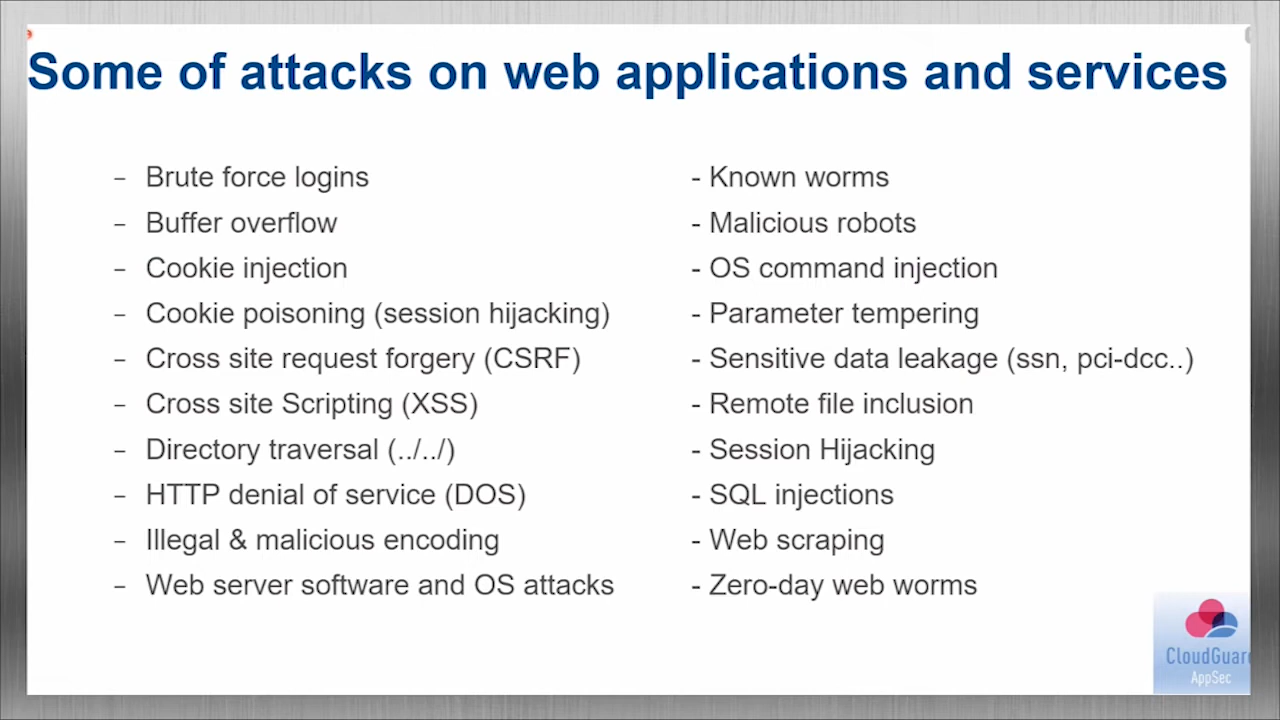 Some of attacks on web applications and services
– Brute force logins
– Buffer overflow
– Cookie injection
– Cookie poisoning (session hijacking)
– Cross site request forgery (CSRF)
– Cross site Scripting (XSS)
– Directory traversal (../../)
– HTTP denial of service (DOS)
– Illegal & malicious encoding
– Web server software and OS attacks
- Known worms
- Malicious robots
- OS command injection
- Parameter tempering
- Sensitive data leakage (ssn, pci-dcc..)
- Remote file inclusion
- Session Hijacking
- SQL injections
- Web scraping
- Zero-day web worms
CloudGuar
AppSec